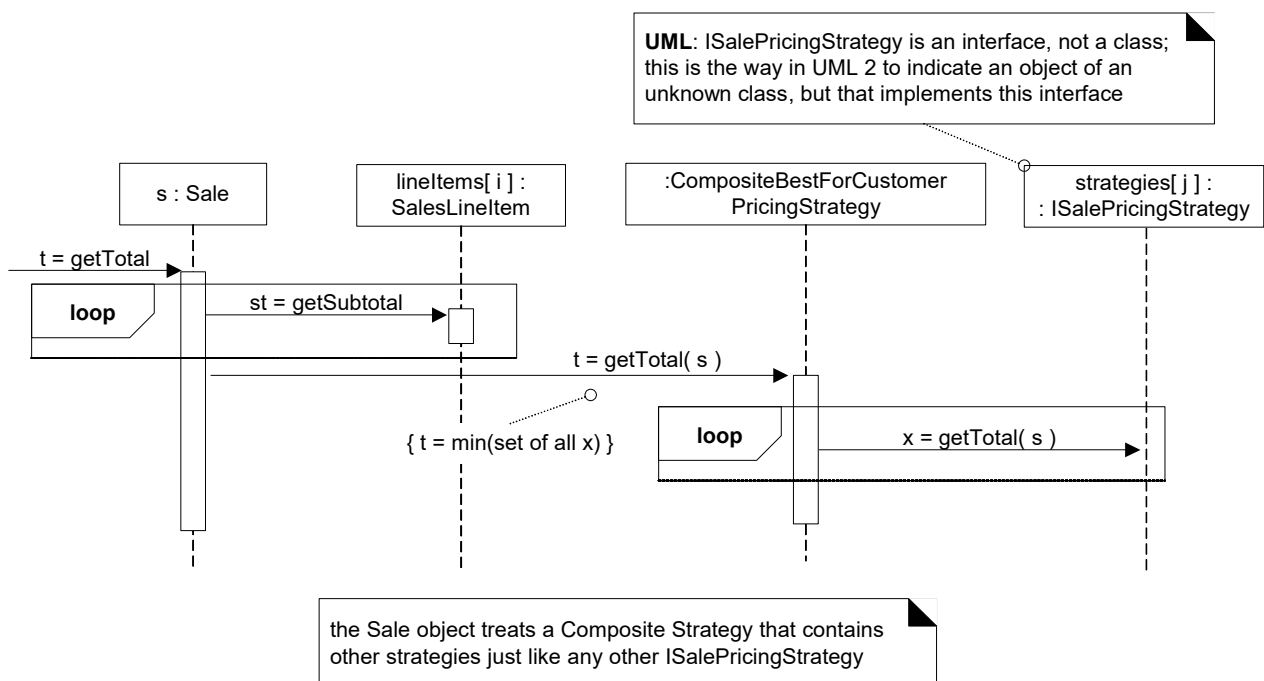 UML: ISalePricingStrategy is an interface, not a class;
this is the way in UML 2 to indicate an object of an
unknown class, but that implements this interface
s : Sale
lineItems[ i ] :
SalesLineItem
:CompositeBestForCustomer
PricingStrategy
strategies[ j ] :
: ISalePricingStrategy
t = getTotal
loop
st = getSubtotal
t = getTotal( s )
{ t = min(set of all x) }
loop
x = getTotal( s )
the Sale object treats a Composite Strategy that contains
other strategies just like any other ISalePricingStrategy